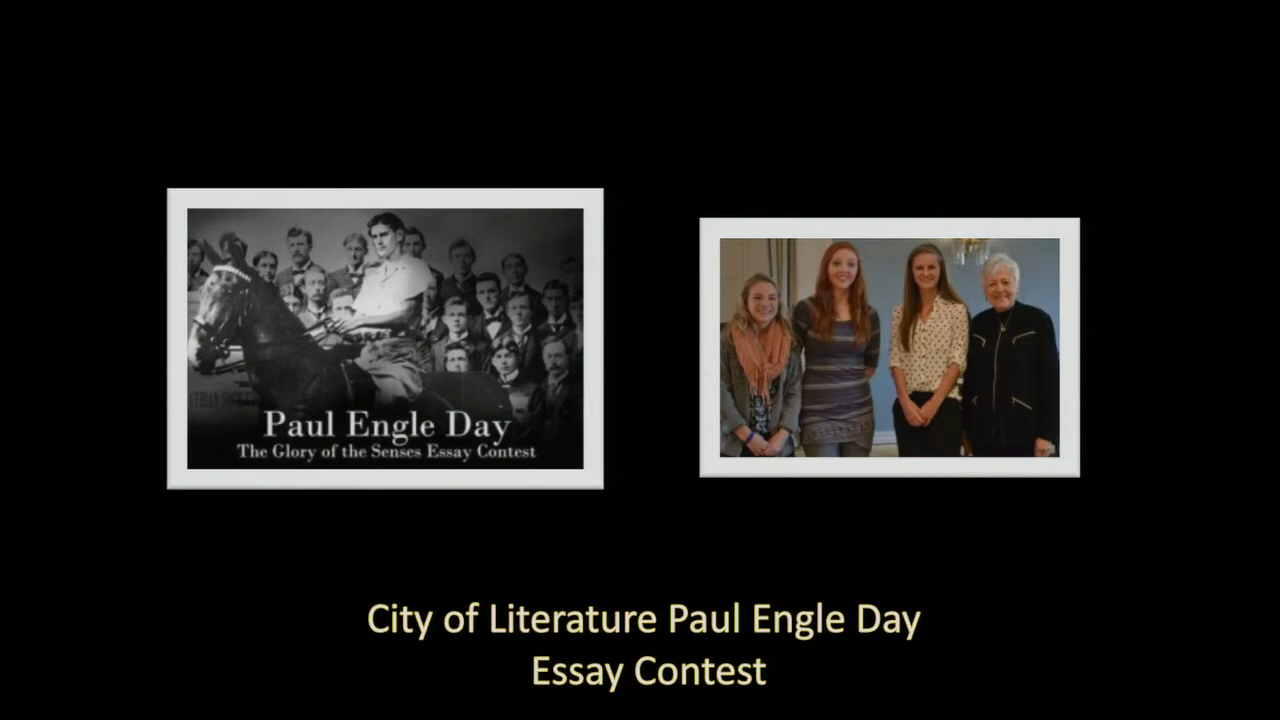 Paul Engle Day
The Glory of the Senses Essay Contest
City of Literature Paul Engle Day
Essay Contest